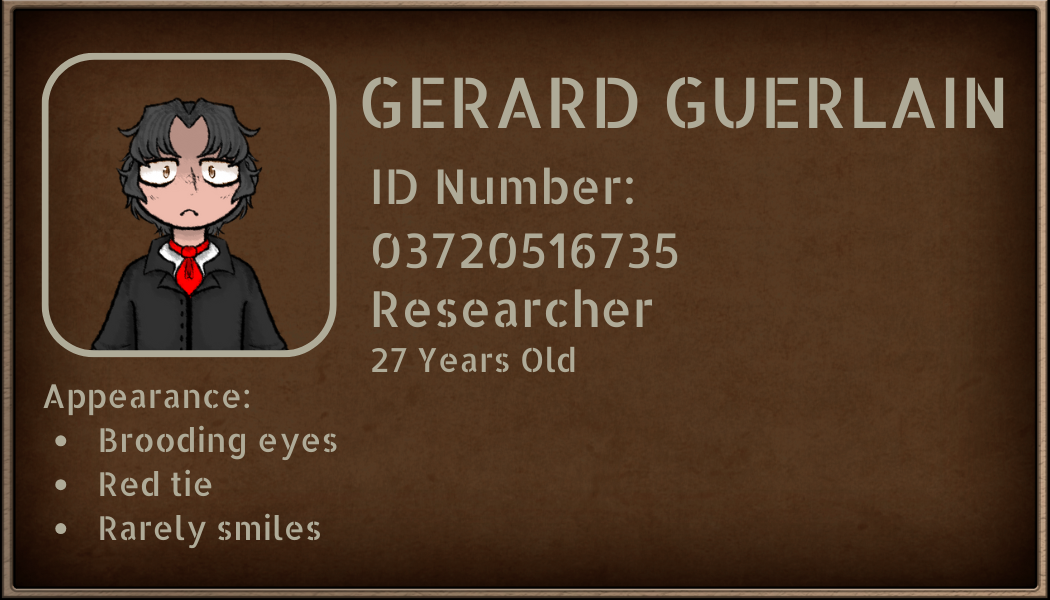 GERARD GUERLAIN
ID Number:
03720516735
Researcher
27 Years Old
Appearance:
• Brooding eyes
• Red tie
• Rarely smiles